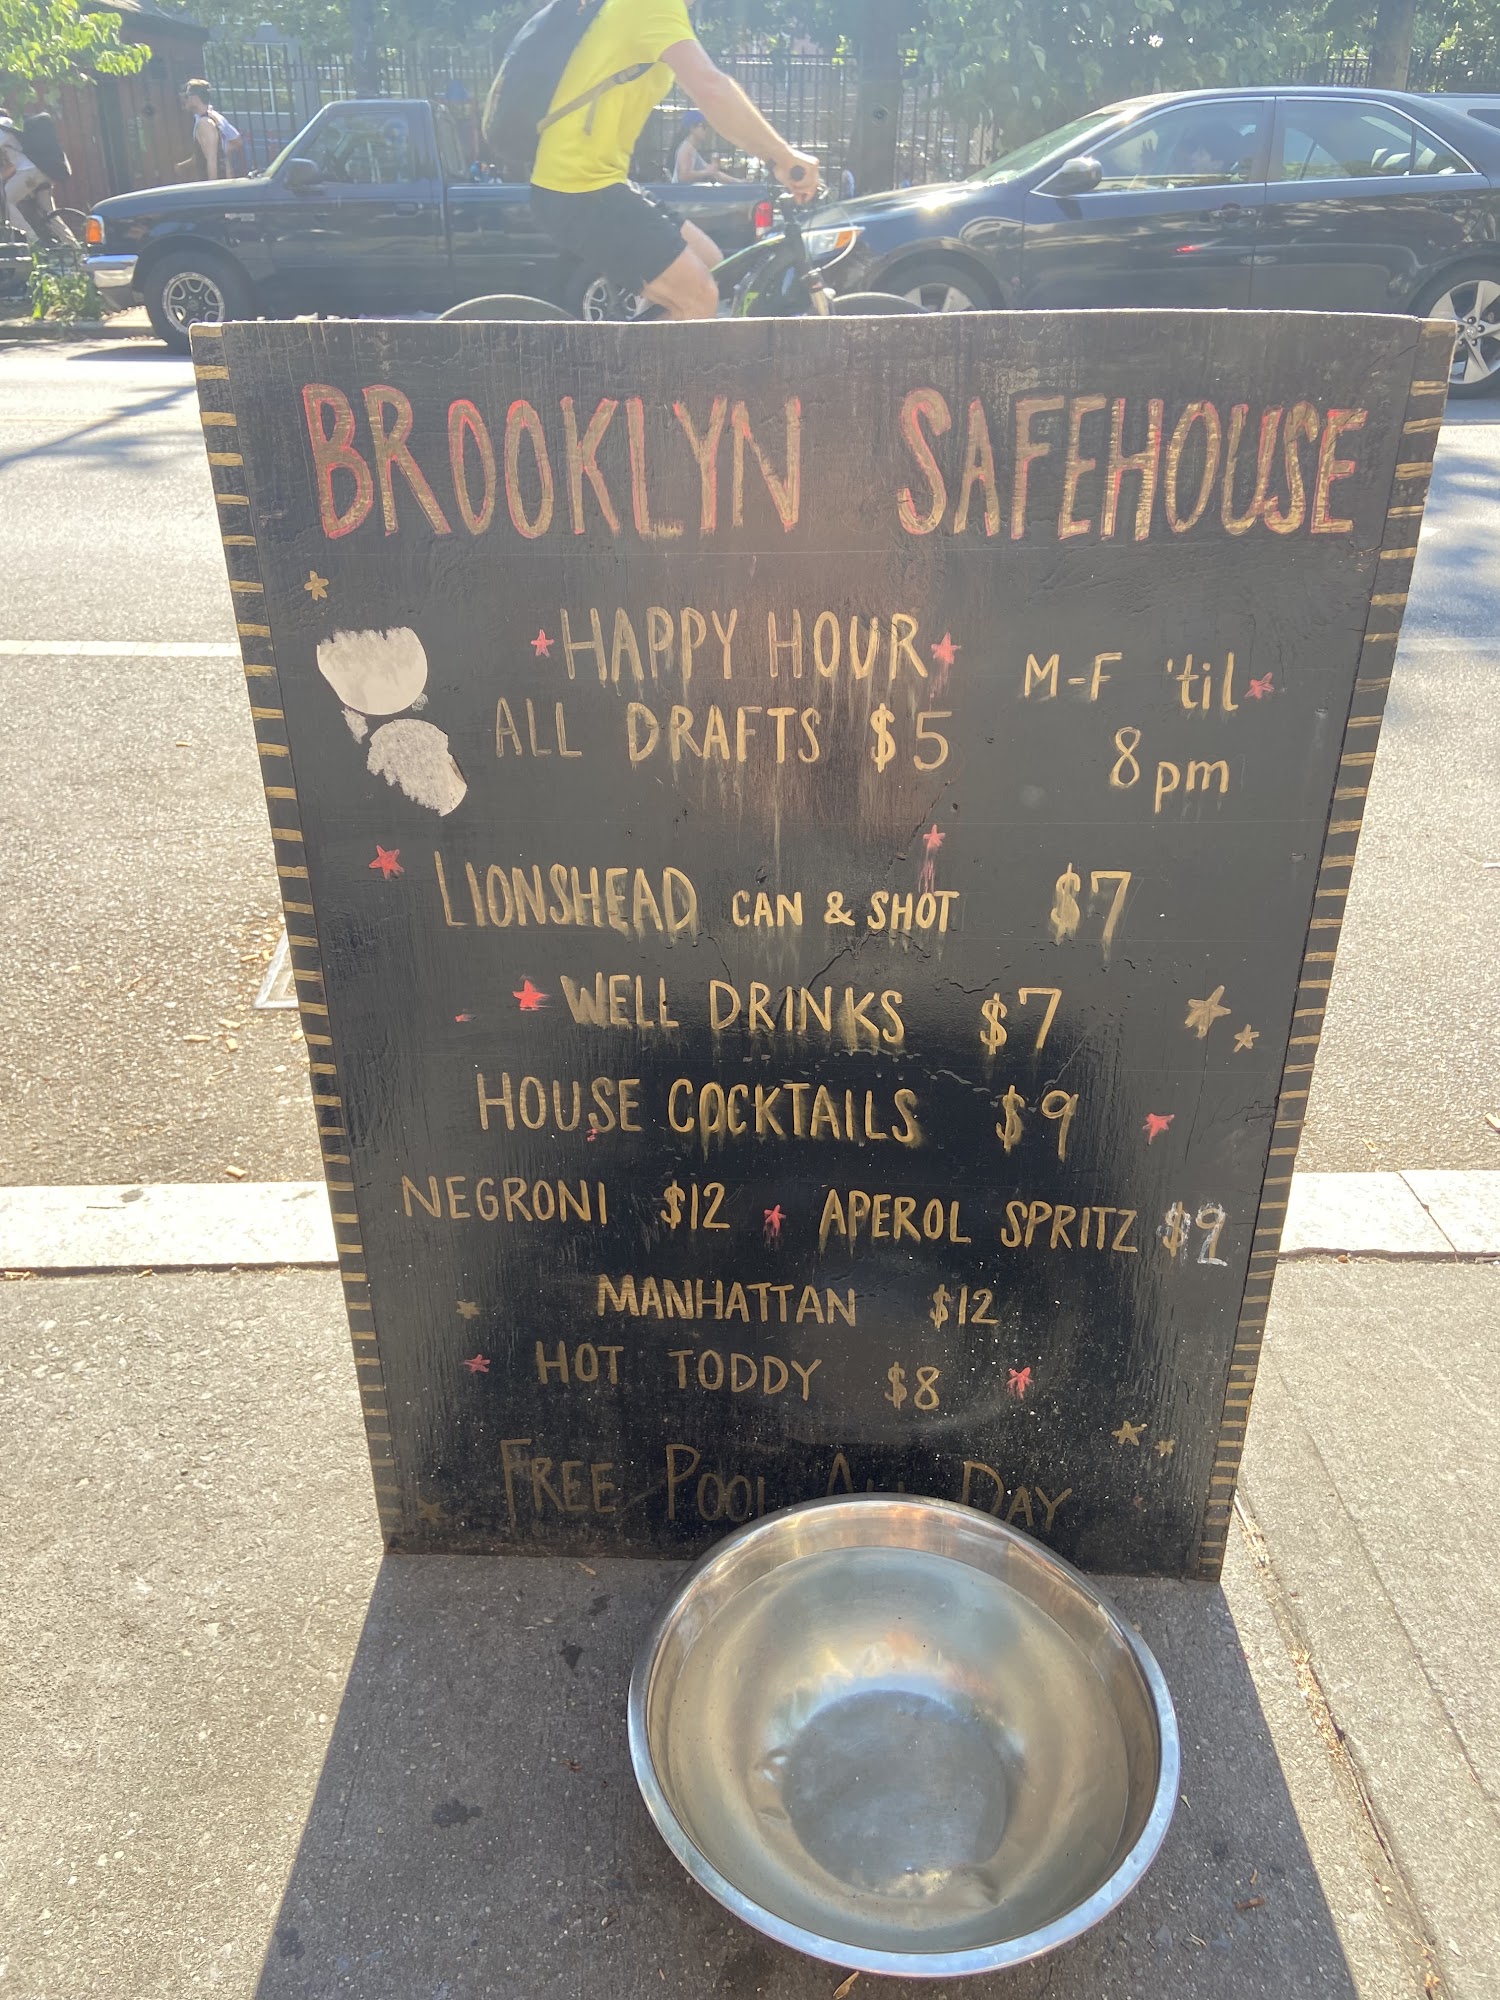 BROOKLYN SAFEHOUSE
HAPPY HOUR M-F 'til
ALL DRAFTS $5 8pm
LIONSHEAD CAN & SHOT $7
WELL DRINKS $7
HOUSE COCKTAILS $9
NEGRONI $12 APEROL SPRITZ $9
MANHATTAN $12
HOT TODDY $8
FREE POOL ALL DAY